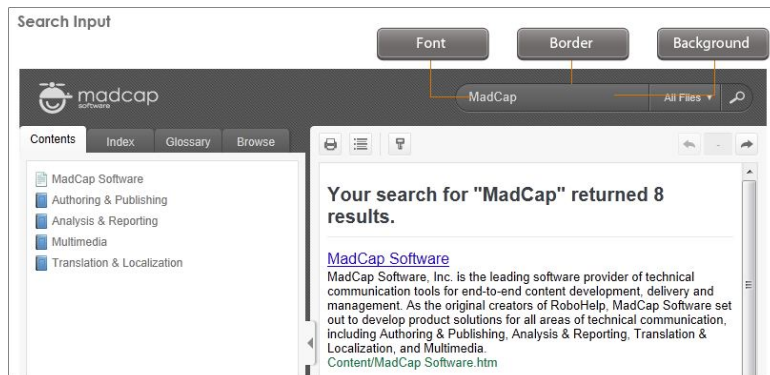 Search Input
Font
Border
Background
madcap
software
MadCap
All Files
Contents
Index
Glossary
Browse
MadCap Software
Authoring & Publishing
Analysis & Reporting
Multimedia
Translation & Localization
Your search for "MadCap" returned 8
results.
MadCap Software
MadCap Software, Inc. is the leading software provider of technical
communication tools for end-to-end content development, delivery and
management. As the original creators of RoboHelp, MadCap Software set
out to develop product solutions for all areas of technical communication,
including Authoring & Publishing, Analysis & Reporting, Translation &
Localization, and Multimedia.
Content/MadCap Software.htm